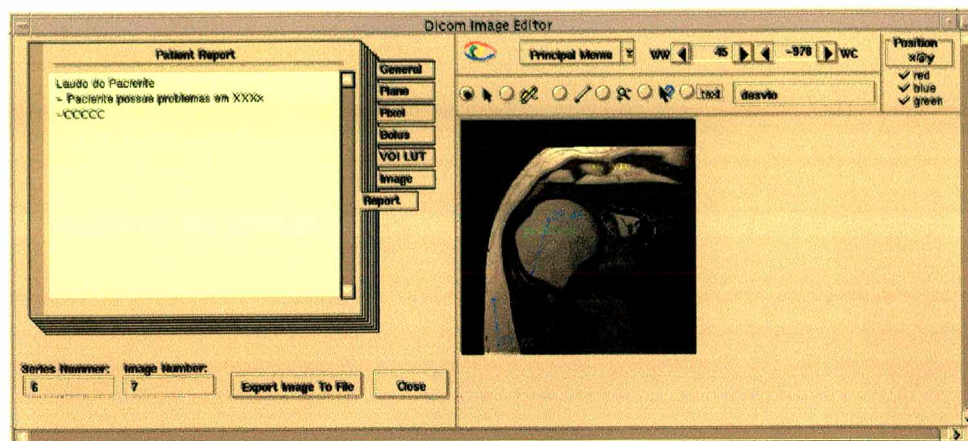 Dicom Image Editor
Patient Report
Laudo do Paciente
- Paciente possue problemas em XXXx
-CCCCC
General
Plane
Pixel
Bolus
VOI LUT
Image
Report
Series Nummer:
6
Image Number:
7
Export Image To File
Close
Principal Menu
WW
45
-978
WC
Position
x@y
red
blue
green
text
desvio